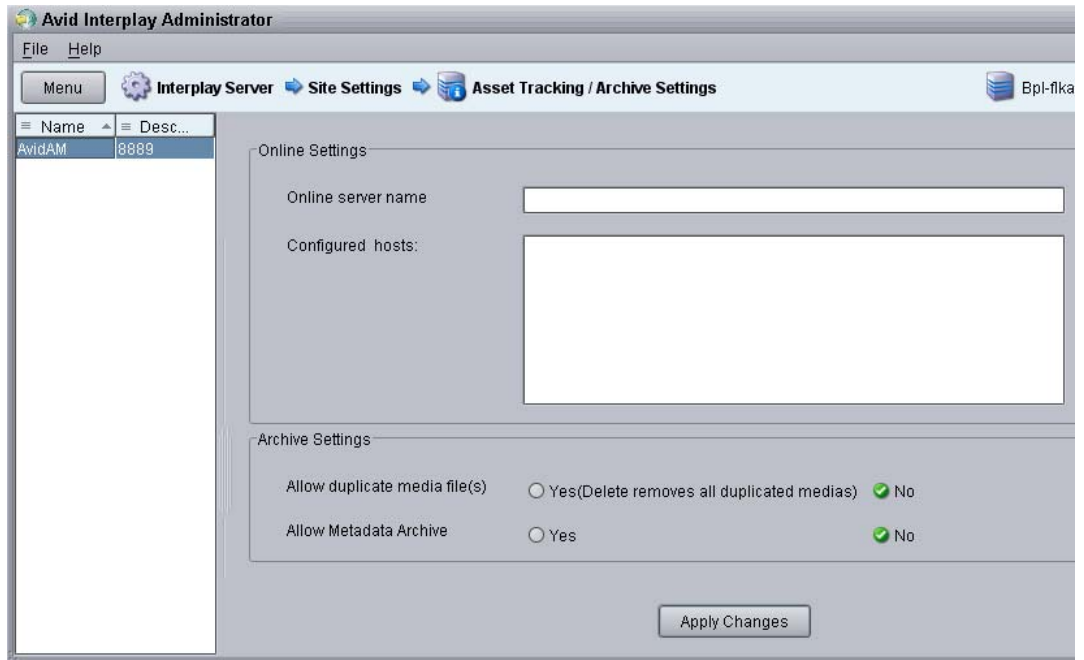 Avid Interplay Administrator
File Help
Menu Interplay Server Site Settings Asset Tracking / Archive Settings Bpl-flka
Name Desc...
AvidAM 8889
Online Settings
Online server name
Configured hosts:
Archive Settings
Allow duplicate media file(s) Yes(Delete removes all duplicated medias) No
Allow Metadata Archive Yes No
Apply Changes